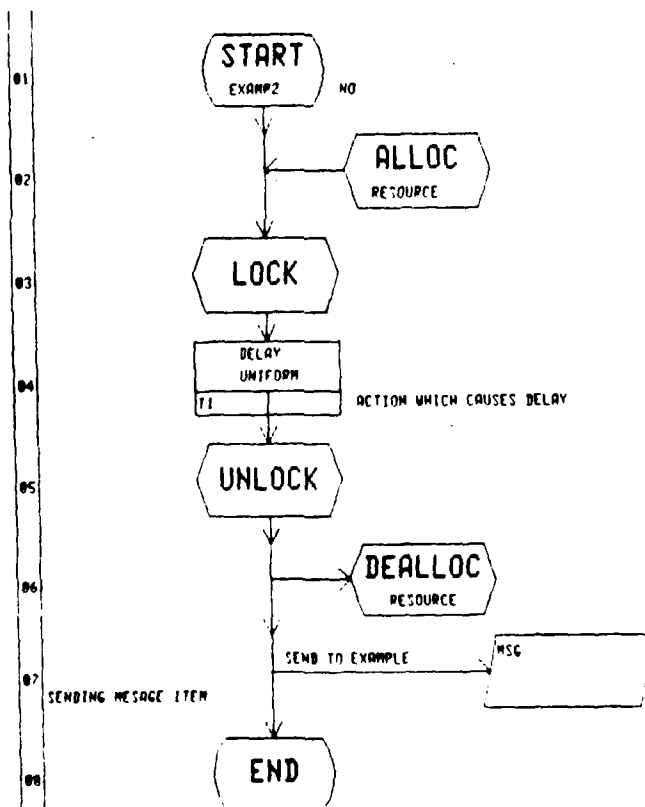 START
01
EXAMP2 NO
ALLOC
02
RESOURCE
LOCK
03
DELAY
UNIFORM
04
T1 ACTION WHICH CAUSES DELAY
UNLOCK
05
DEALLOC
06
RESOURCE
MSG
SEND TO EXAMPLE
07
SENDING MESAGE ITEM
END
08